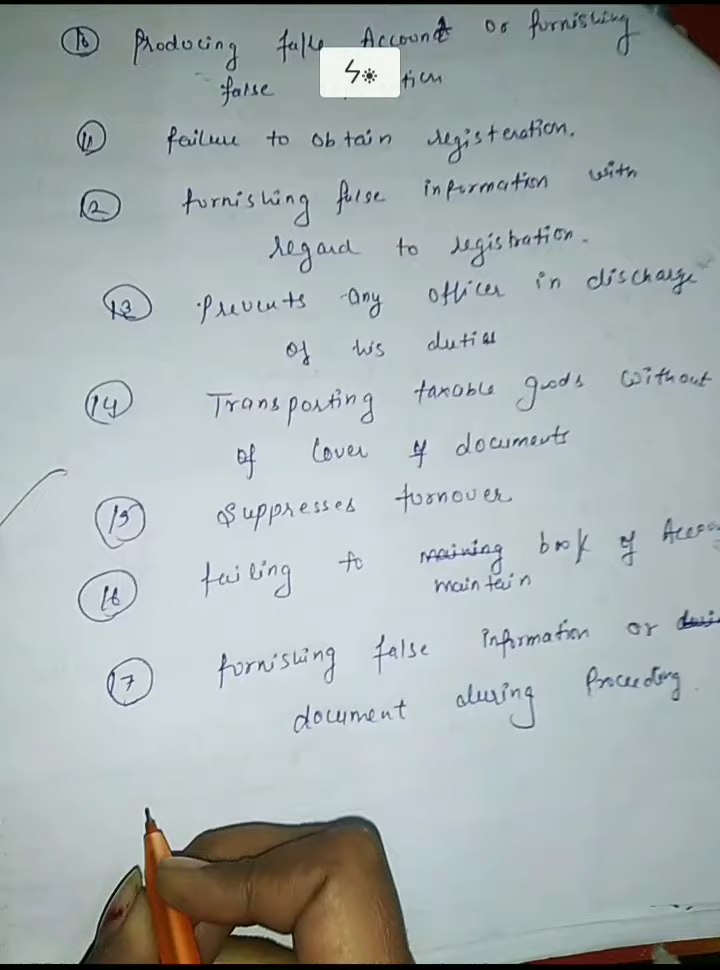 10 Producing false Account or furnishing
false
11 failure to obtain registeration.
12 furnishing false information with
regard to registration.
13 Prevents any officer in discharge
of his duties
14 Transporting taxable goods without
of cover of documents
15 Suppresses turnover
16 failing to maining book of
maintain
17 furnishing false information or
document during Proceeding